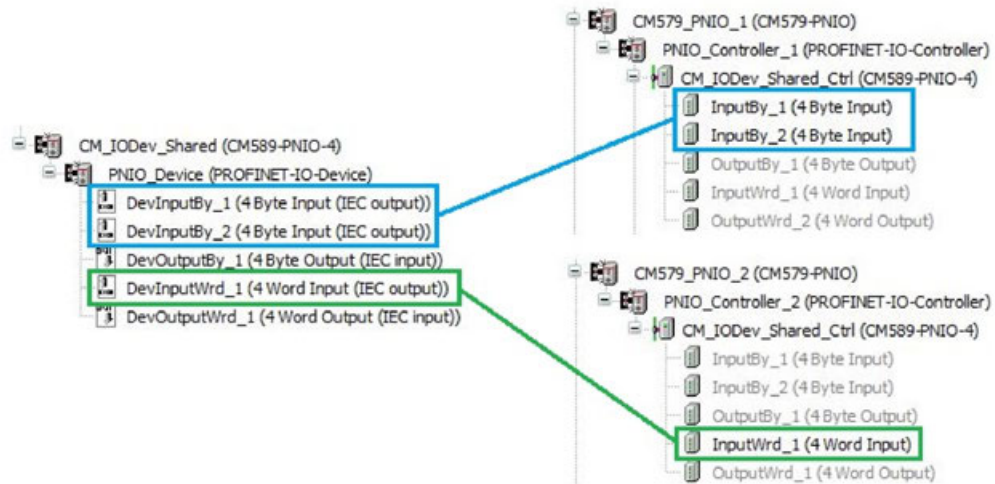 CM_IODev_Shared (CM589-PNIO-4)
PNIO_Device (PROFINET-IO-Device)
DevInputBy_1 (4 Byte Input (IEC output))
DevInputBy_2 (4 Byte Input (IEC output))
DevOutputBy_1 (4 Byte Output (IEC input))
DevInputWrd_1 (4 Word Input (IEC output))
DevOutputWrd_1 (4 Word Output (IEC input))
CM579_PNIO_1 (CM579-PNIO)
PNIO_Controller_1 (PROFINET-IO-Controller)
CM_IODev_Shared_Ctrl (CM589-PNIO-4)
InputBy_1 (4 Byte Input)
InputBy_2 (4 Byte Input)
OutputBy_1 (4 Byte Output)
InputWrd_1 (4 Word Input)
OutputWrd_2 (4 Word Output)
CM579_PNIO_2 (CM579-PNIO)
PNIO_Controller_2 (PROFINET-IO-Controller)
CM_IODev_Shared_Ctrl (CM589-PNIO-4)
InputBy_1 (4 Byte Input)
InputBy_2 (4 Byte Input)
OutputBy_1 (4 Byte Output)
InputWrd_1 (4 Word Input)
OutputWrd_1 (4 Word Output)